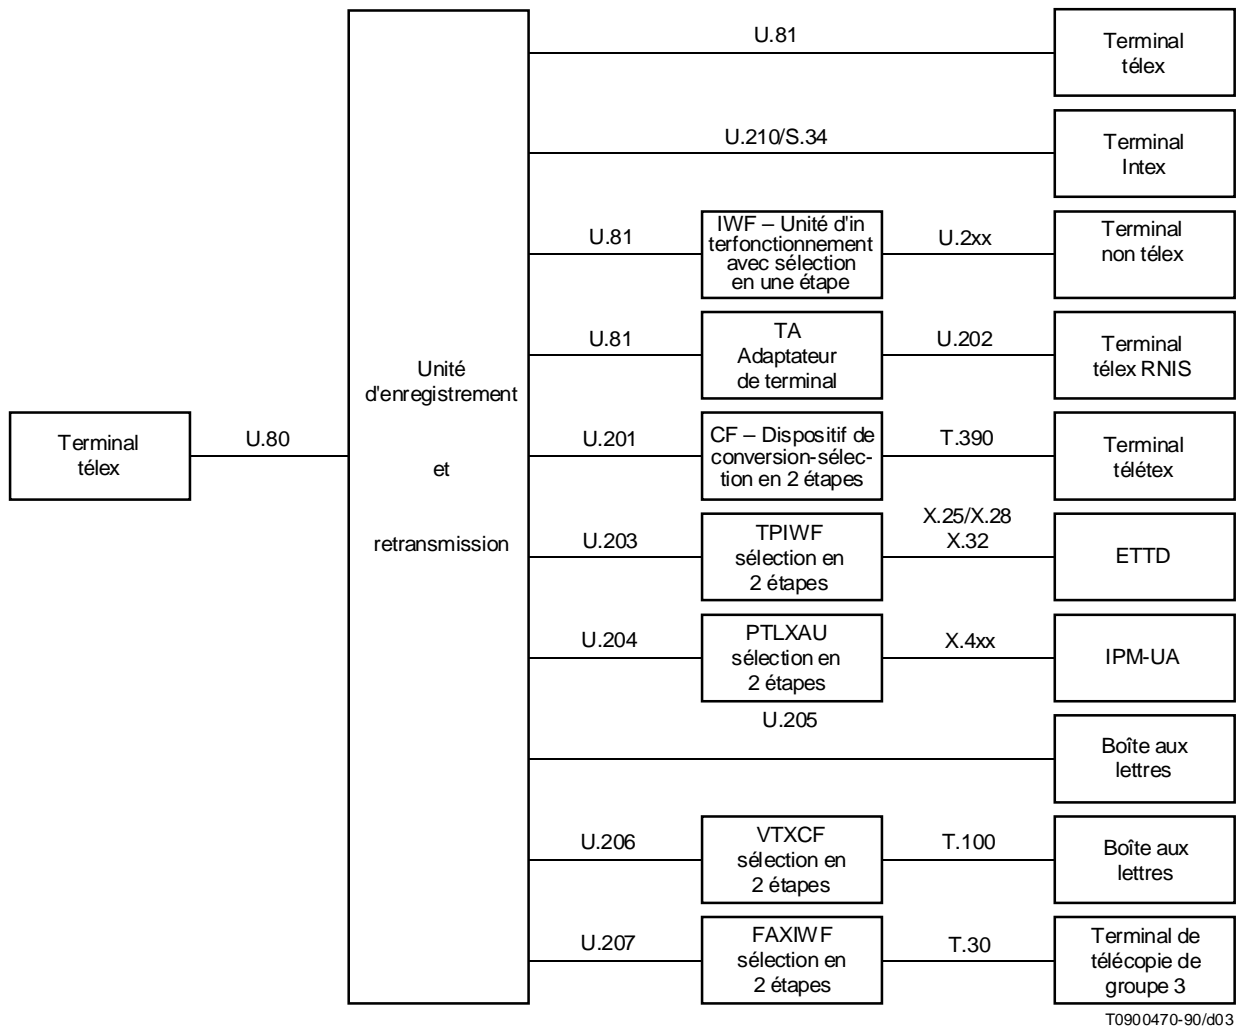 U.81
Terminal
télex
U.210/S.34
Terminal
Intex
U.81
IWF – Unité d'in
terfonctionnement
avec sélection
en une étape
U.2xx
Terminal
non télex
U.81
TA
Adaptateur
de terminal
U.202
Terminal
télex RNIS
Unité
d'enregistrement
et
retransmission
Terminal
télex
U.80
U.201
CF – Dispositif de
conversion-sélec-
tion en 2 étapes
T.390
Terminal
télétex
U.203
TPIWF
sélection en
2 étapes
X.25/X.28
X.32
ETTD
U.204
PTLXAU
sélection en
2 étapes
X.4xx
IPM-UA
U.205
Boîte aux
lettres
U.206
VTXCF
sélection en
2 étapes
T.100
Boîte aux
lettres
U.207
FAXIWF
sélection en
2 étapes
T.30
Terminal de
télécopie de
groupe 3
T0900470-90/d03